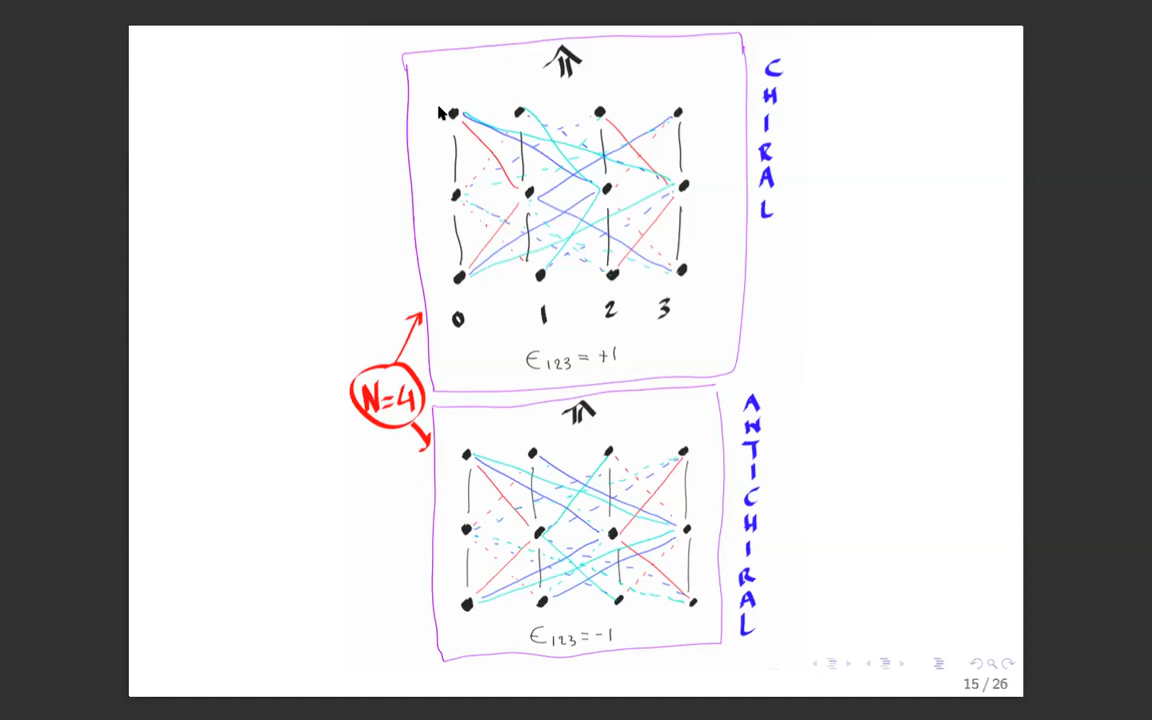 CHIRAL
0 1 2 3
ϵ123 = +1
N=4
ANTICHIRAL
ϵ123 = -1
15 / 26